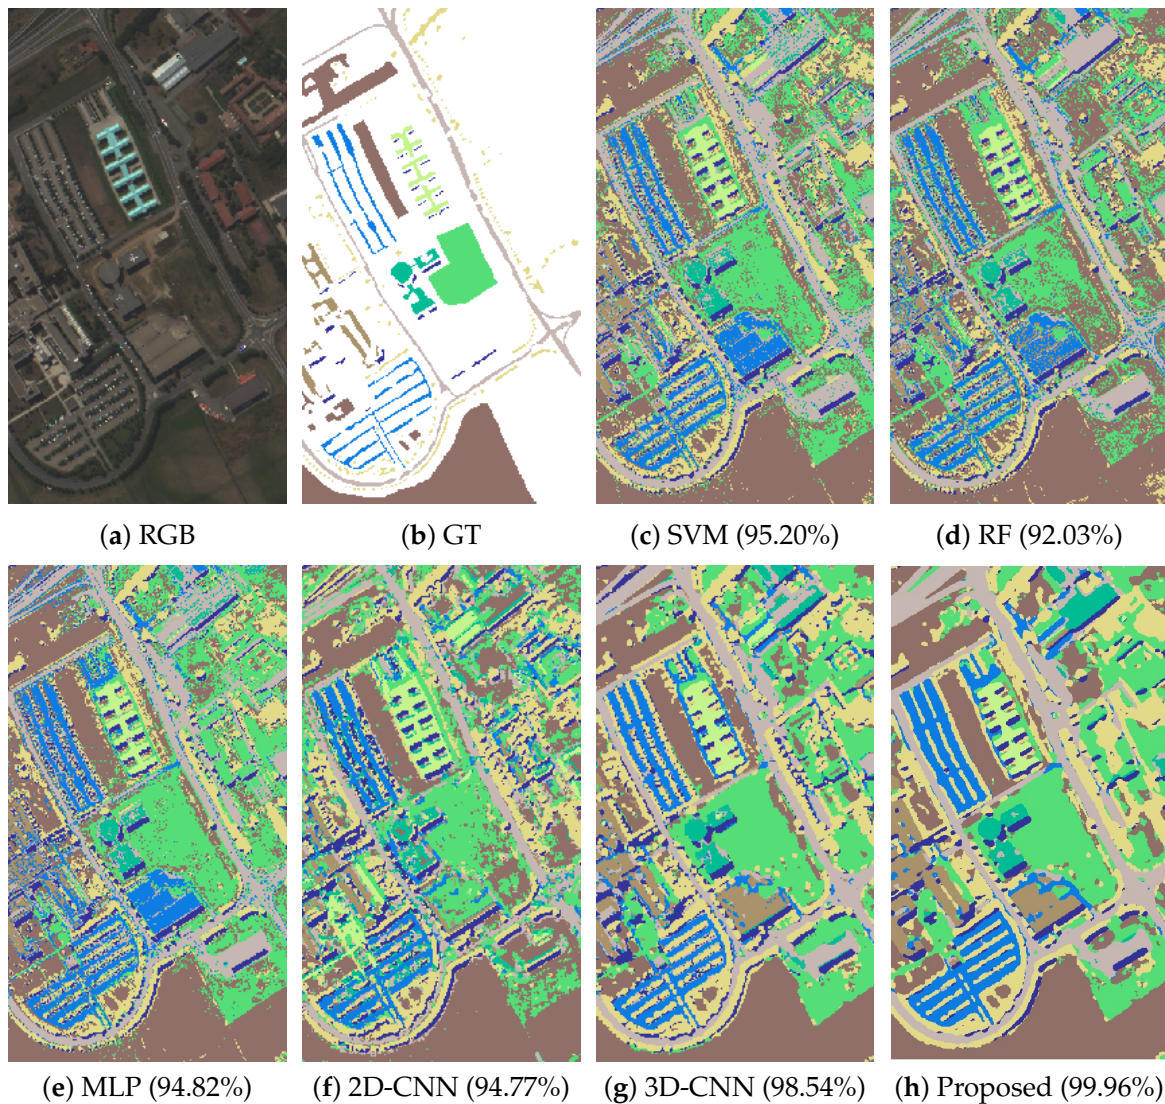 (a) RGB
(b) GT
(c) SVM (95.20%)
(d) RF (92.03%)
(e) MLP (94.82%)
(f) 2D-CNN (94.77%)
(g) 3D-CNN (98.54%)
(h) Proposed (99.96%)